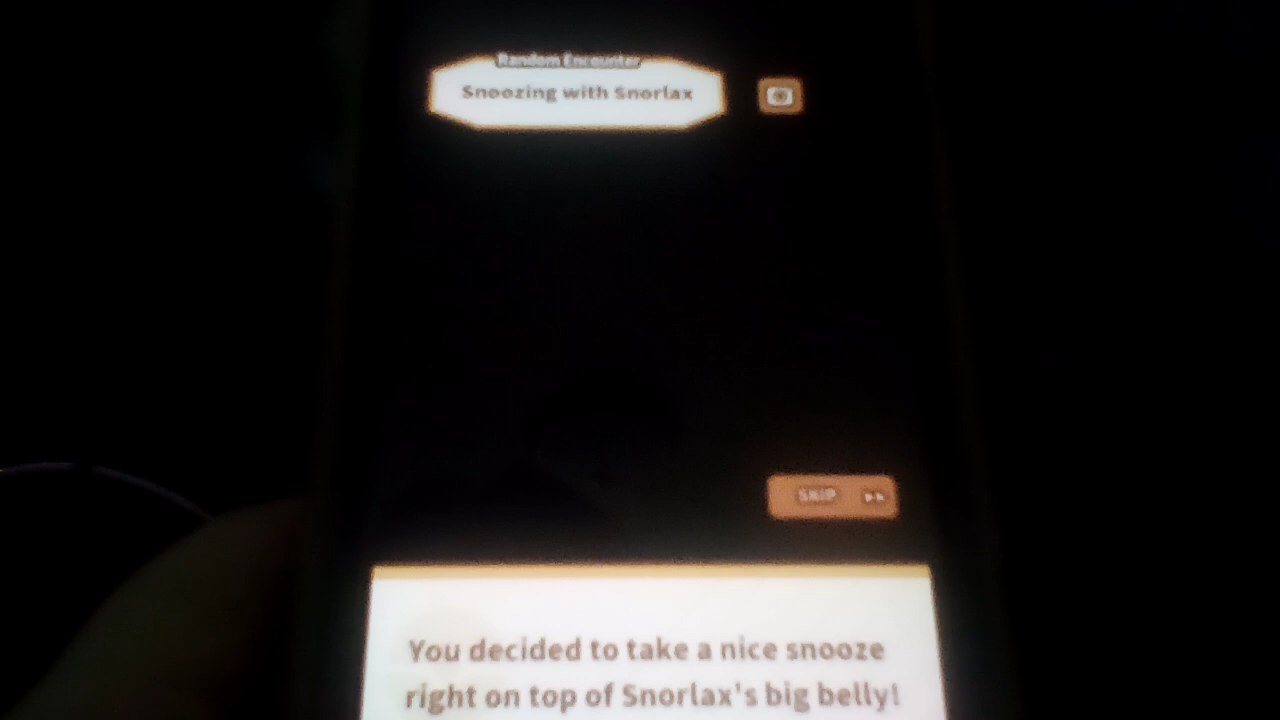 Random Encounter
Snoozing with Snorlax
SKIP
You decided to take a nice snooze
right on top of Snorlax's big belly!